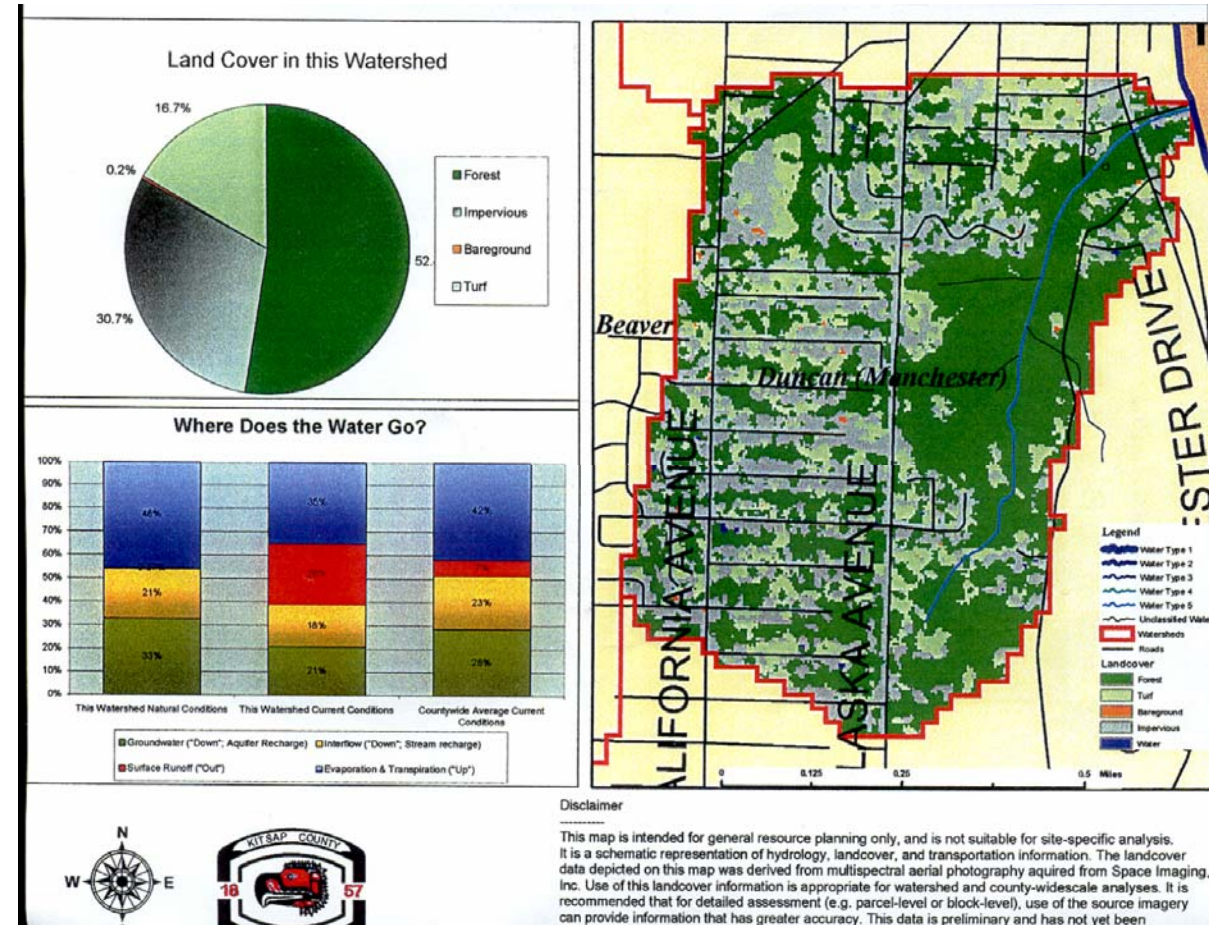 Land Cover in this Watershed
16.7%
0.2%
30.7%
52.
Forest
Impervious
Bareground
Turf
Where Does the Water Go?
100%
90%
80%
70%
60%
50%
40%
30%
20%
10%
0%
46%
21%
33%
35%
18%
21%
42%
7%
23%
28%
This Watershed Natural Conditions
This Watershed Current Conditions
Countywide Average Current
Conditions
Groundwater ("Down"; Aquifer Recharge)
Interflow ("Down"; Stream recharge)
Surface Runoff ("Out")
Evaporation & Transpiration ("Up")
N
W
E
KITSAP COUNTY
18 57
Beaver
Duncan (Manchester)
ALIFORNIA AVENUE
LASKA AVENUE
ESTER DRIVE
Legend
Water Type 1
Water Type 2
Water Type 3
Water Type 4
Water Type 5
Unclassified Wate
Watersheds
Roads
Landcover
Forest
Turf
Bareground
Impervious
Water
0 0.125 0.25 0.5 Miles
Disclaimer
----------
This map is intended for general resource planning only, and is not suitable for site-specific analysis.
It is a schematic representation of hydrology, landcover, and transportation information. The landcover
data depicted on this map was derived from multispectral aerial photography aquired from Space Imaging,
Inc. Use of this landcover information is appropriate for watershed and county-widescale analyses. It is
recommended that for detailed assessment (e.g. parcel-level or block-level), use of the source imagery
can provide information that has greater accuracy. This data is preliminary and has not yet been